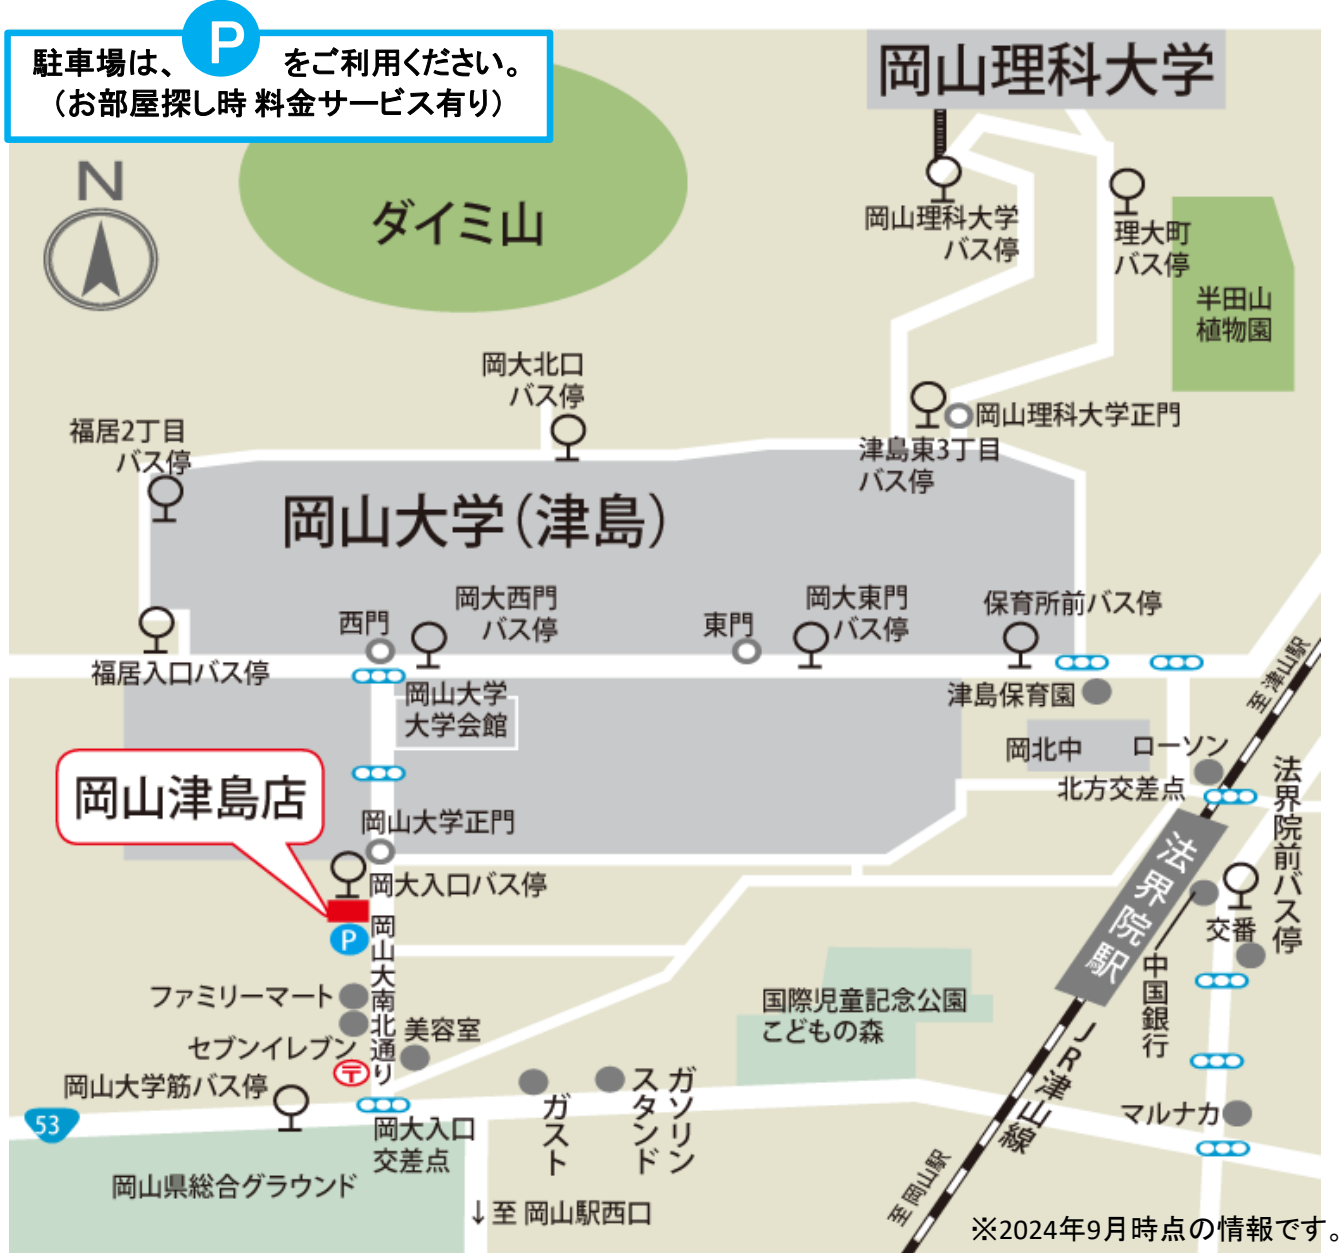 駐車場は、P をご利用ください。
（お部屋探し時 料金サービス有り）
岡山理科大学
N
ダイミ山
岡山理科大学
バス停
理大町
バス停
半田山
植物園
岡大北口
バス停
福居2丁目
バス停
岡山理科大学正門
津島東3丁目
バス停
岡山大学（津島）
西門
岡大西門
バス停
東門
岡大東門
バス停
保育所前バス停
福居入口バス停
岡山大学
大学会館
津島保育園
至 津山駅
岡北中
ローソン
北方交差点
法界院前バス停
岡山津島店
岡山大学正門
法界院駅
岡大入口バス停
P
岡山大南北通り
交番
中国銀行
ファミリーマート
セブンイレブン
美容室
国際児童記念公園
こどもの森
JR津山線
〒
岡山大学筋バス停
53
岡大入口
交差点
ガスト
ガソリン
スタンド
マルナカ
岡山県総合グラウンド
↓至 岡山駅西口
至 岡山駅
※2024年9月時点の情報です。